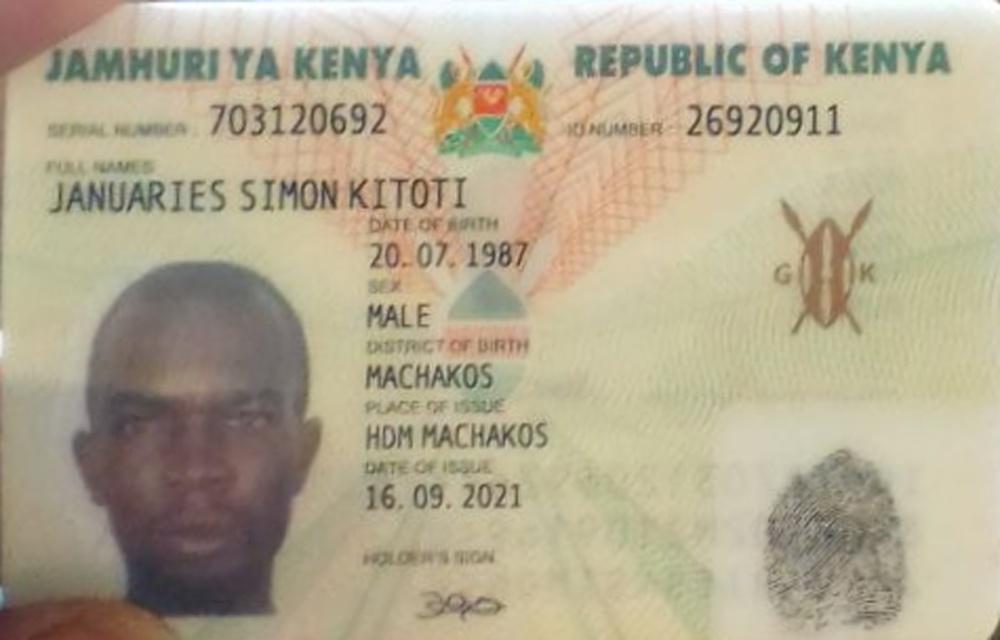 JAMHURI YA KENYA REPUBLIC OF KENYA
SERIAL NUMBER: 703120692 ID NUMBER: 26920911
FULL NAMES
JANUARIES SIMON KITOTI
DATE OF BIRTH
20.07.1987
SEX
MALE
G K
DISTRICT OF BIRTH
MACHAKOS
PLACE OF ISSUE
HDM MACHAKOS
DATE OF ISSUE
16.09.2021
HOLDER'S SIGN